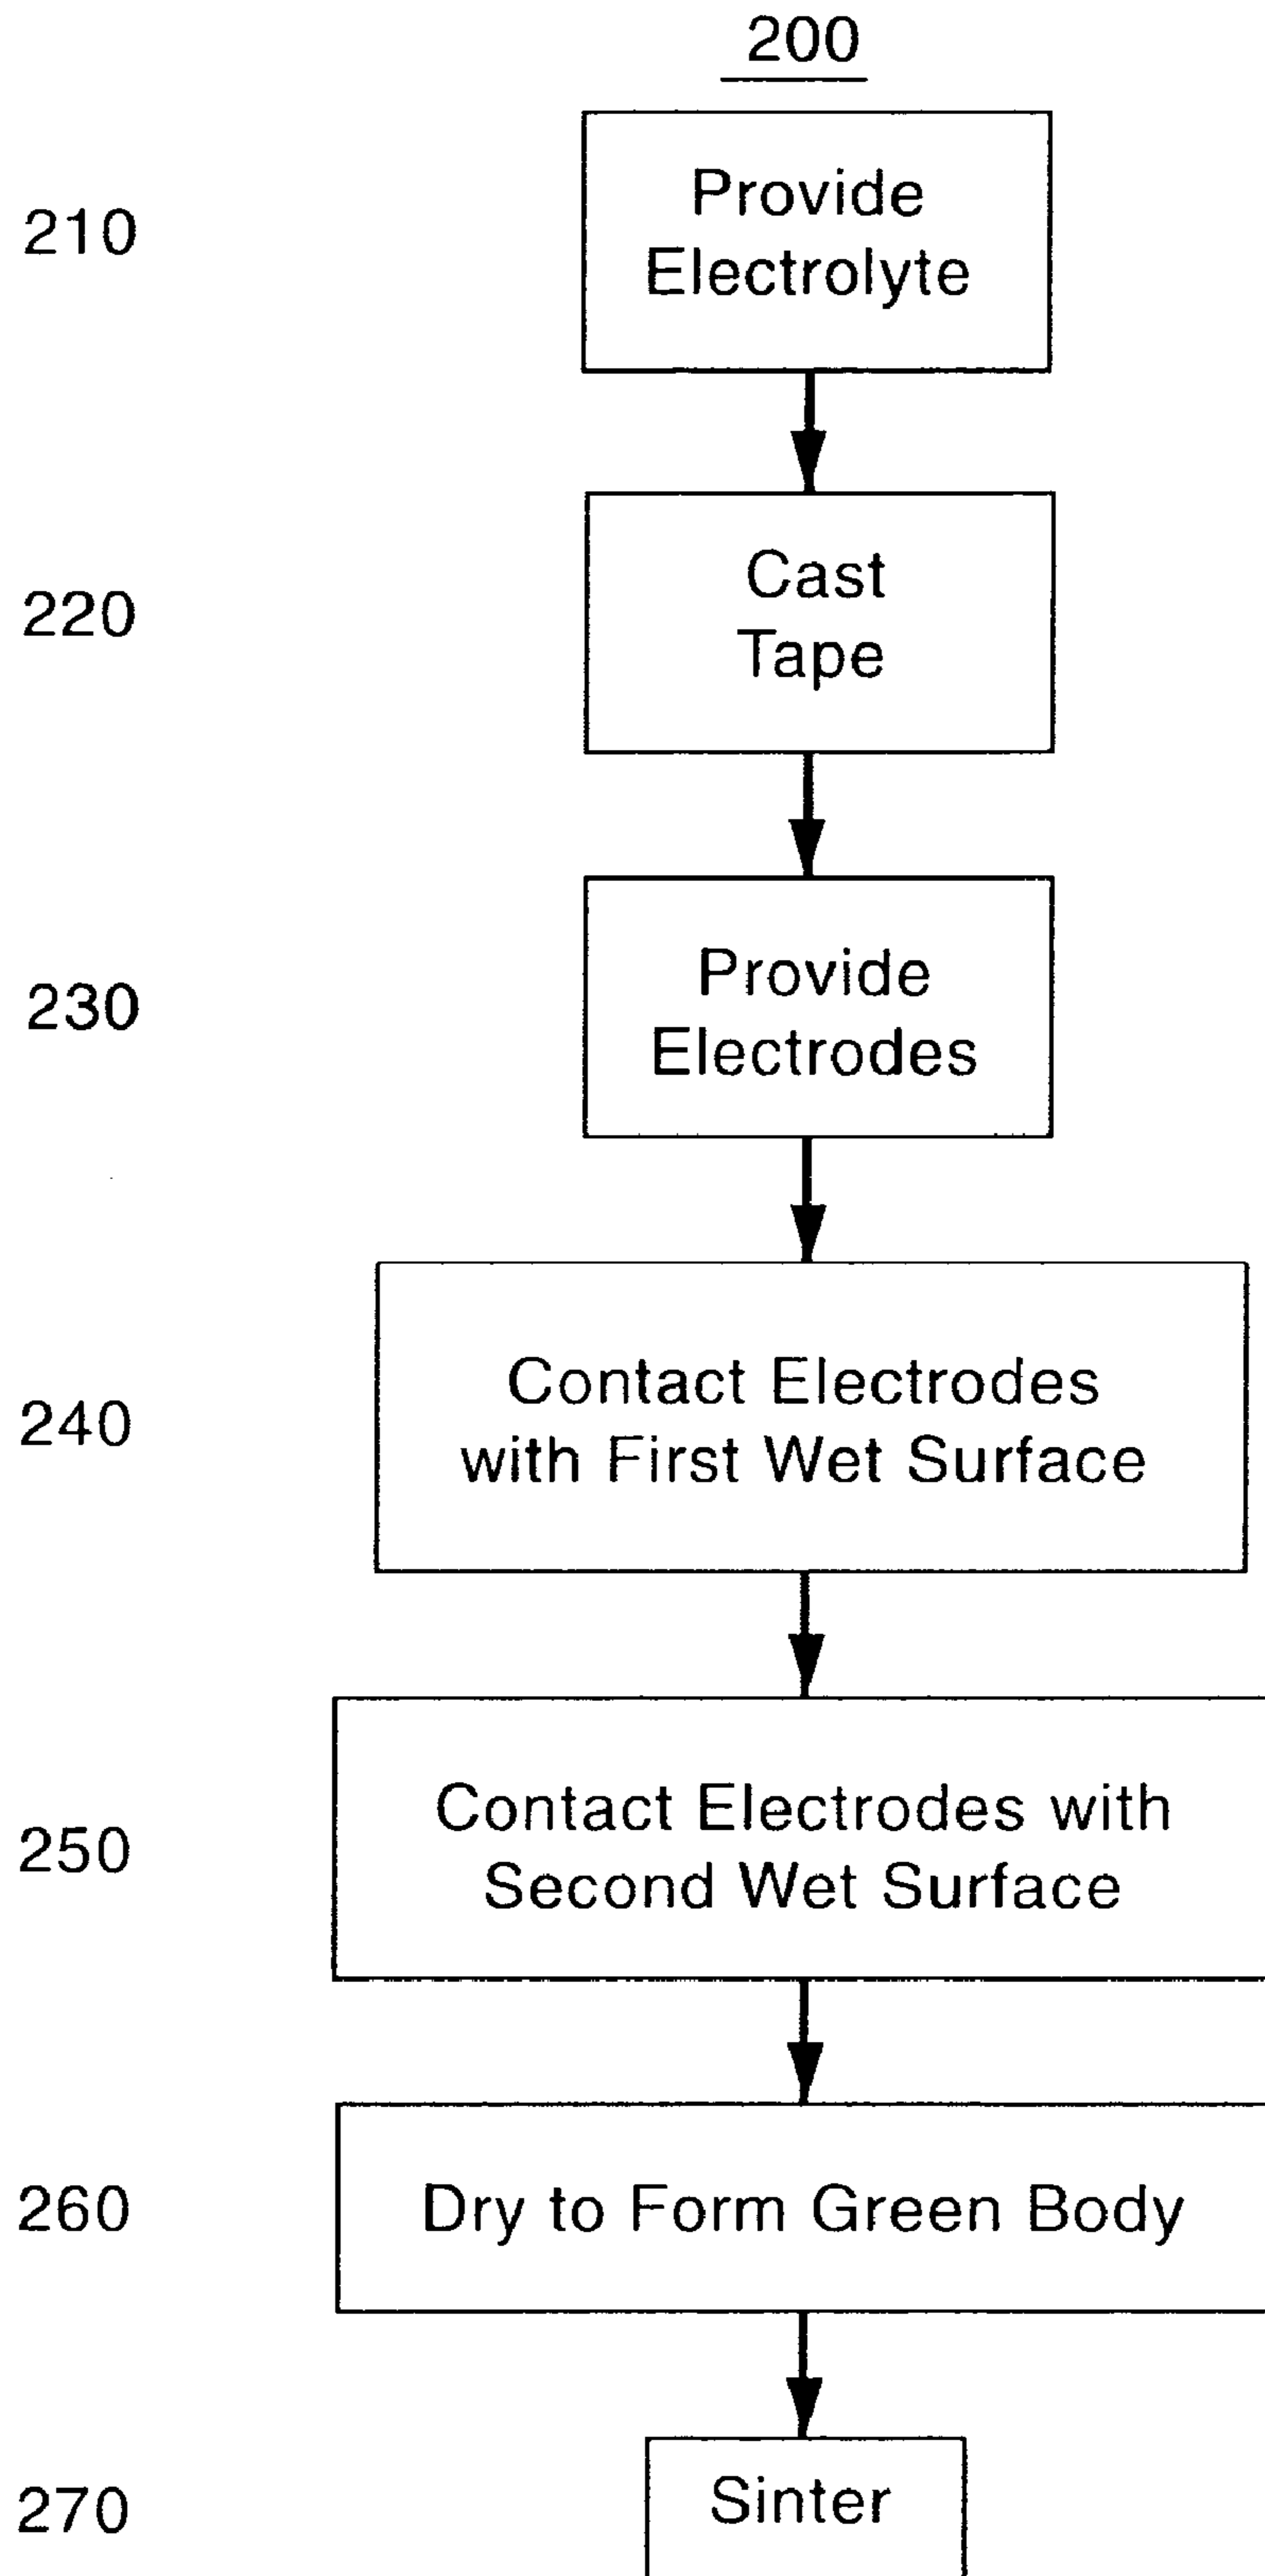 200
210
Provide
Electrolyte
220
Cast
Tape
230
Provide
Electrodes
240
Contact Electrodes
with First Wet Surface
250
Contact Electrodes with
Second Wet Surface
260
Dry to Form Green Body
270
Sinter